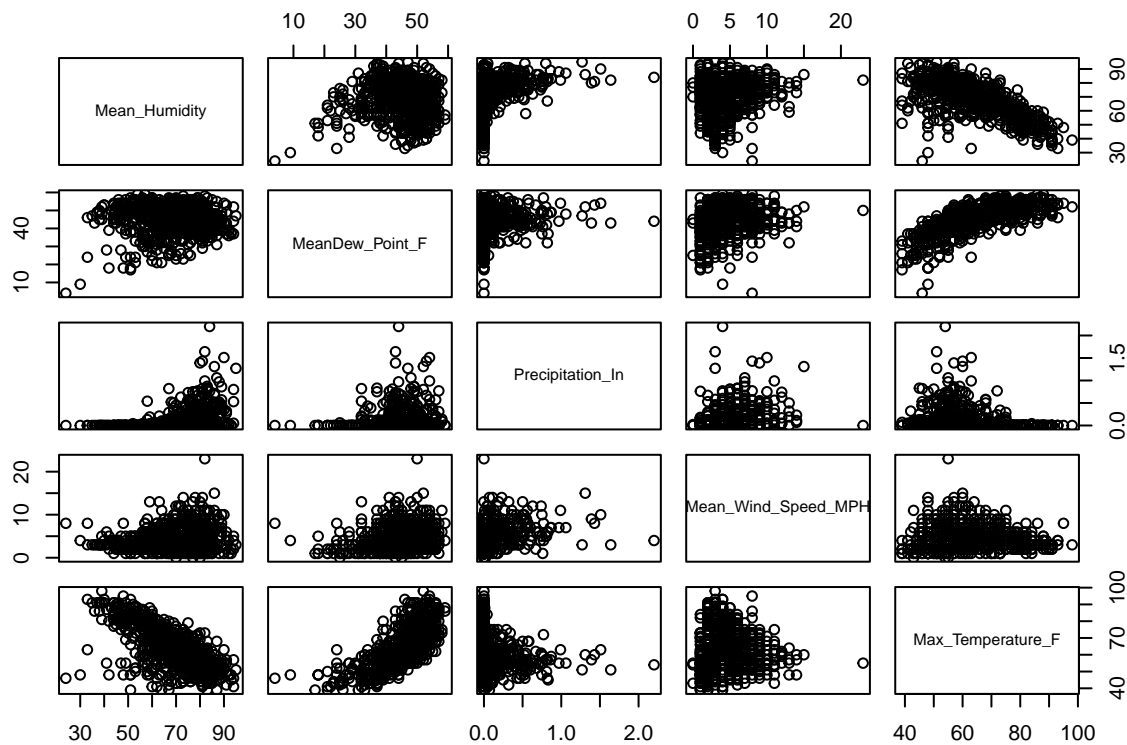 10 30 50
0 5 10 20
Mean_Humidity
30 60 90
10 40
MeanDew_Point_F
Precipitation_In
0.0 1.5
0 10 20
Mean_Wind_Speed_MPH
Max_Temperature_F
40 70 100
30 50 70 90
0.0 1.0 2.0
40 60 80 100